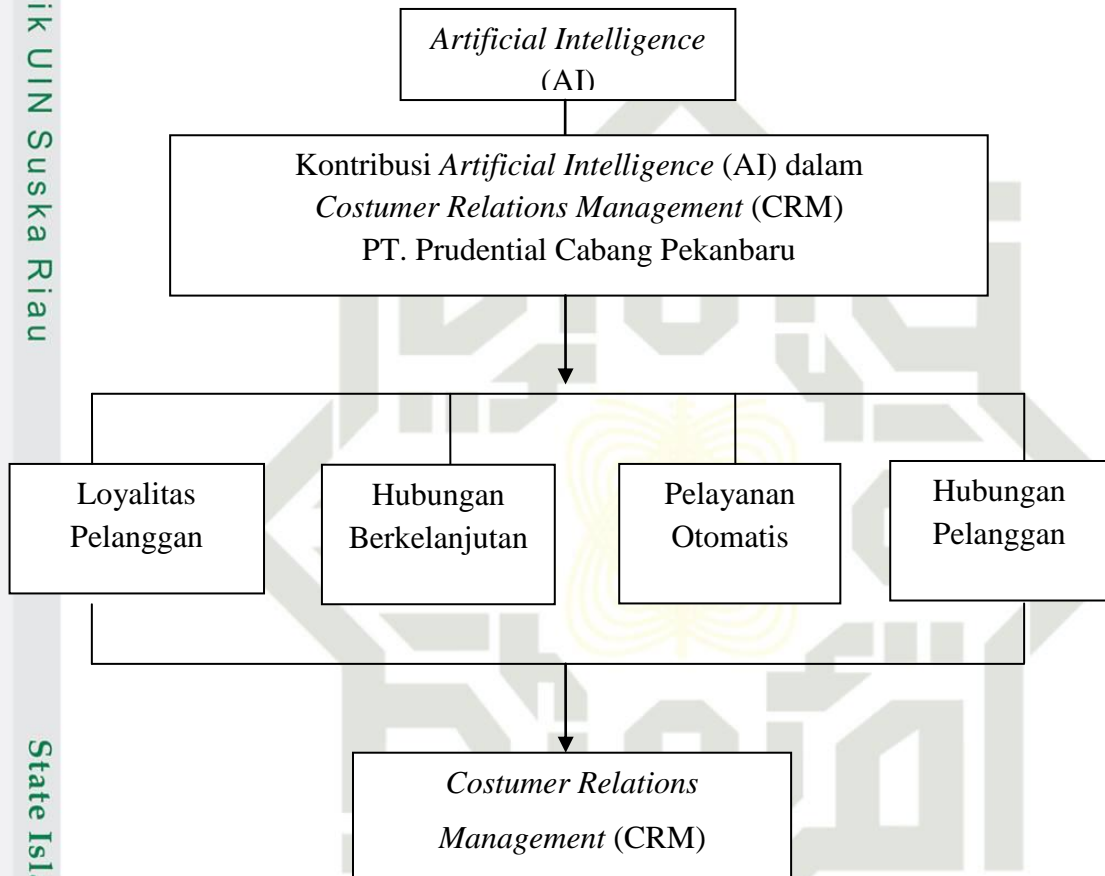 Artificial Intelligence
(AI)
Kontribusi Artificial Intelligence (AI) dalam
Costumer Relations Management (CRM)
PT. Prudential Cabang Pekanbaru
Loyalitas
Pelanggan
Hubungan
Berkelanjutan
Pelayanan
Otomatis
Hubungan
Pelanggan
Costumer Relations
Management (CRM)
ik UIN Suska Riau
State Isl